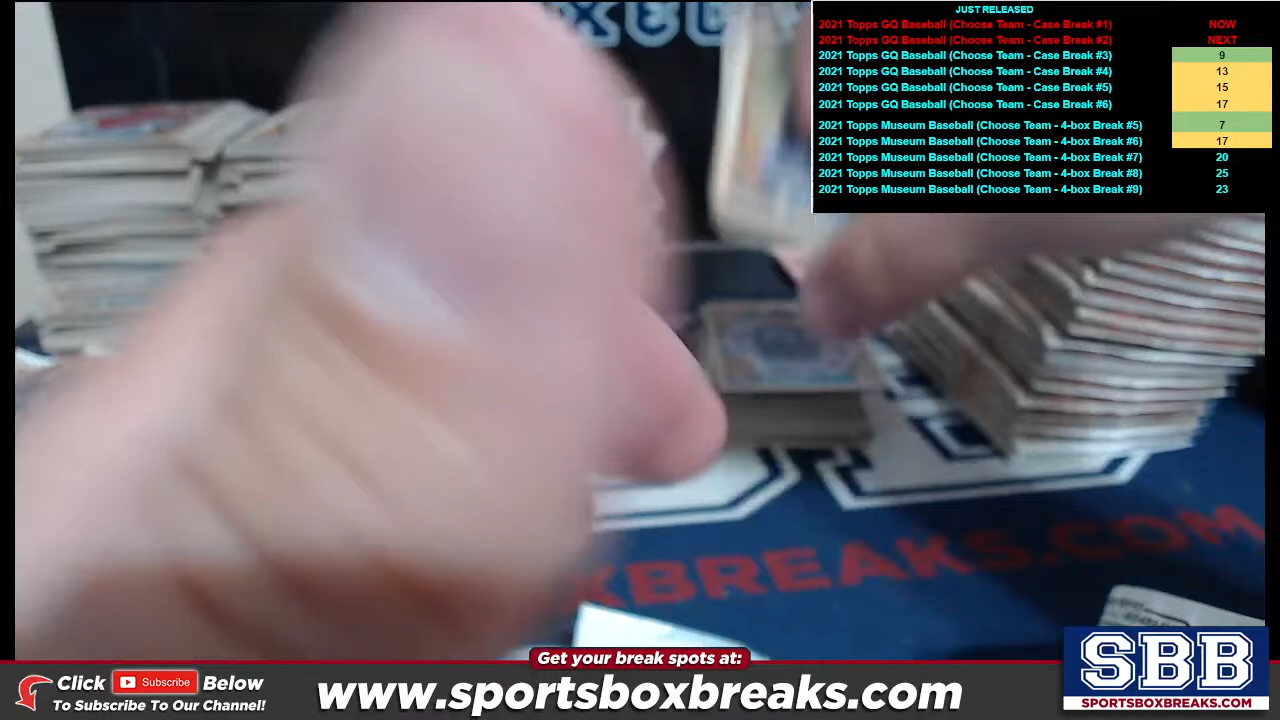 JUST RELEASED
2021 Topps GQ Baseball (Choose Team - Case Break #1) NOW
2021 Topps GQ Baseball (Choose Team - Case Break #2) NEXT
2021 Topps GQ Baseball (Choose Team - Case Break #3) 9
2021 Topps GQ Baseball (Choose Team - Case Break #4) 13
2021 Topps GQ Baseball (Choose Team - Case Break #5) 15
2021 Topps GQ Baseball (Choose Team - Case Break #6) 17
2021 Topps Museum Baseball (Choose Team - 4-box Break #5) 7
2021 Topps Museum Baseball (Choose Team - 4-box Break #6) 17
2021 Topps Museum Baseball (Choose Team - 4-box Break #7) 20
2021 Topps Museum Baseball (Choose Team - 4-box Break #8) 25
2021 Topps Museum Baseball (Choose Team - 4-box Break #9) 23
XBREAKS.COM
Get your break spots at:
Click Subscribe Below
To Subscribe To Our Channel!
www.sportsboxbreaks.com
SBB
SPORTSBOXBREAKS.COM